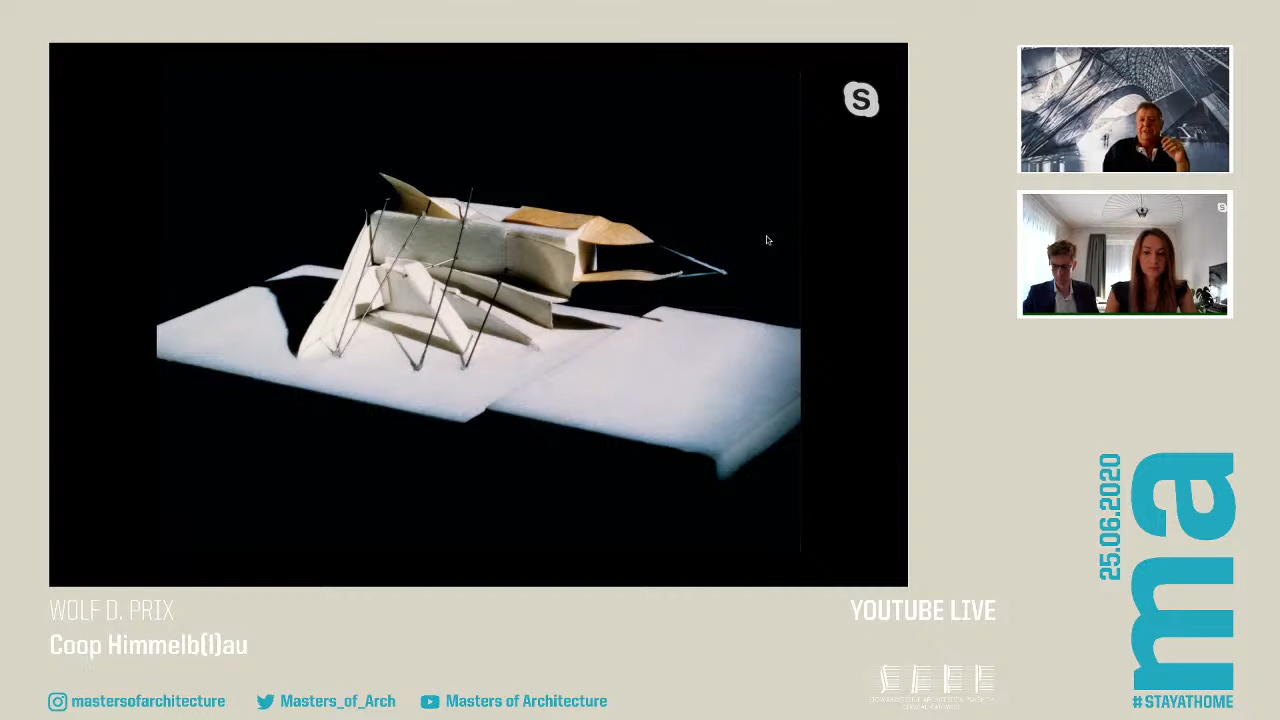 S
S
WOLF D. PRIX
Coop Himmelb(l)au
YOUTUBE LIVE
mastersofarchitecture
Masters_of_Arch
Masters of Architecture
25.06.2020
ma
#STAYATHOME